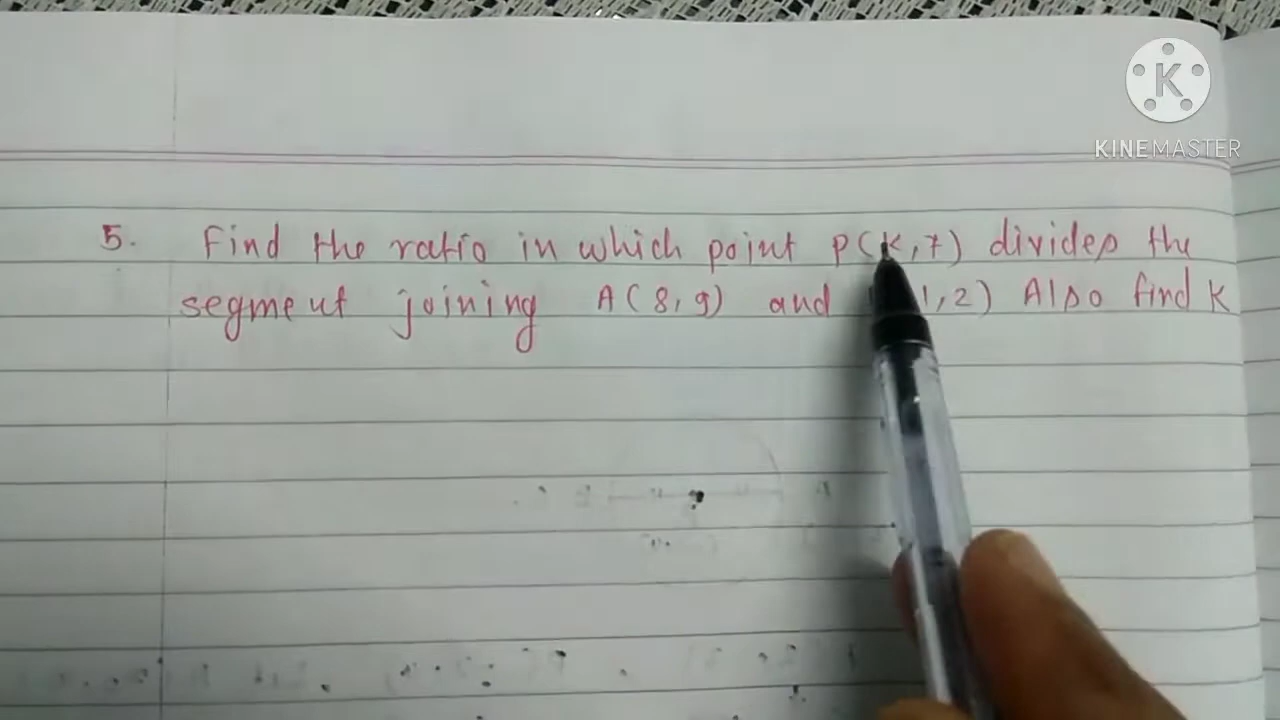 KINEMASTER
5. Find the ratio in which point P(K,7) divides the
segment joining A(8,9) and 1,2) Also find K